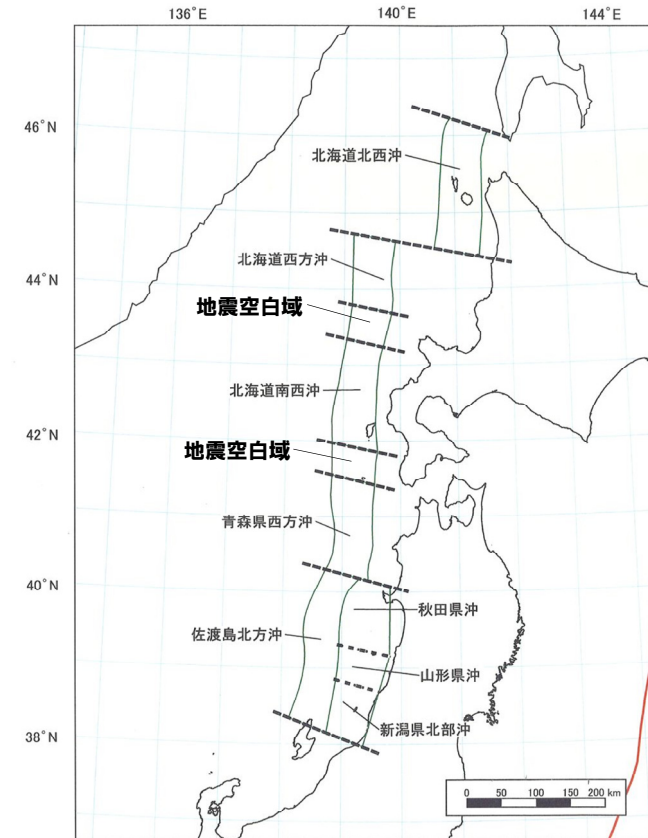 136°E 140°E 144°E
46°N
北海道北西沖
北海道西方沖
44°N
地震空白域
北海道南西沖
42°N
地震空白域
青森県西方沖
40°N
秋田県沖
佐渡島北方沖
山形県沖
新潟県北部沖
38°N
0 50 100 150 200 km